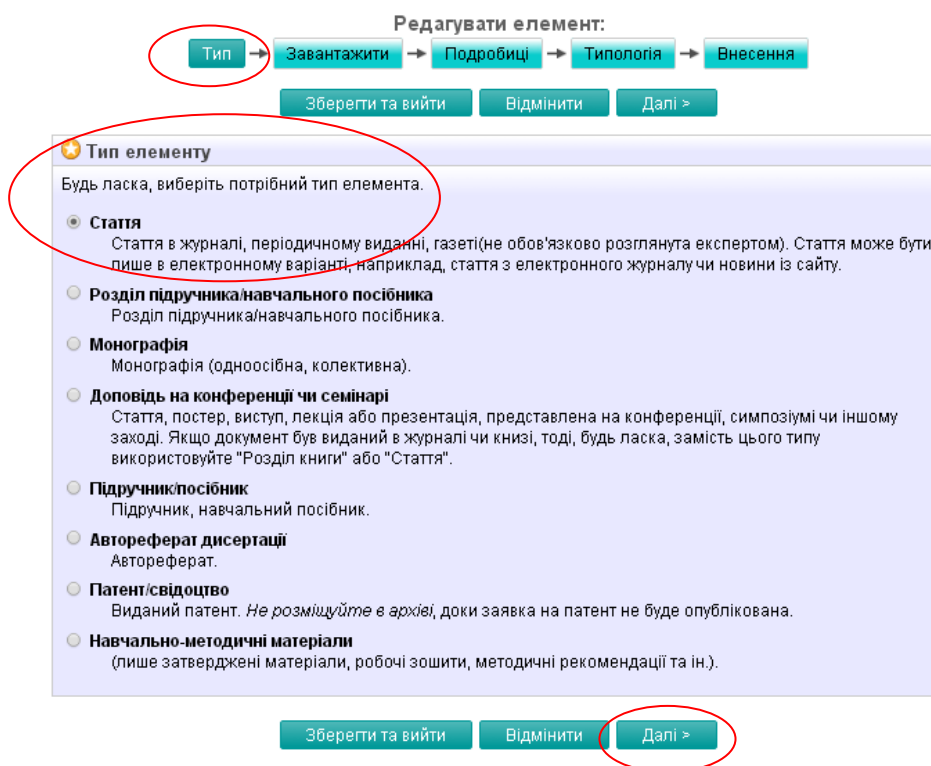 Редагувати елемент:
Тип → Завантажити → Подробиці → Типологія → Внесення
Зберегти та вийти Відмінити Далі >
Тип елементу
Будь ласка, виберіть потрібний тип елемента.
Стаття
Стаття в журналі, періодичному виданні, газеті(не обов'язково розглянута експертом). Стаття може бути
лише в електронному варіанті, наприклад, стаття з електронного журналу чи новини із сайту.
Розділ підручника/навчального посібника
Розділ підручника/навчального посібника.
Монографія
Монографія (одноосібна, колективна).
Доповідь на конференції чи семінарі
Стаття, постер, виступ, лекція або презентація, представлена на конференції, симпозіумі чи іншому
заході. Якщо документ був виданий в журналі чи книзі, тоді, будь ласка, замість цього типу
використовуйте "Розділ книги" або "Стаття".
Підручник/посібник
Підручник, навчальний посібник.
Автореферат дисертації
Автореферат.
Патент/свідоцтво
Виданий патент. Не розміщуйте в архіві, доки заявка на патент не буде опублікована.
Навчально-методичні матеріали
(лише затверджені матеріали, робочі зошити, методичні рекомендації та ін.).
Зберегти та вийти Відмінити Далі >